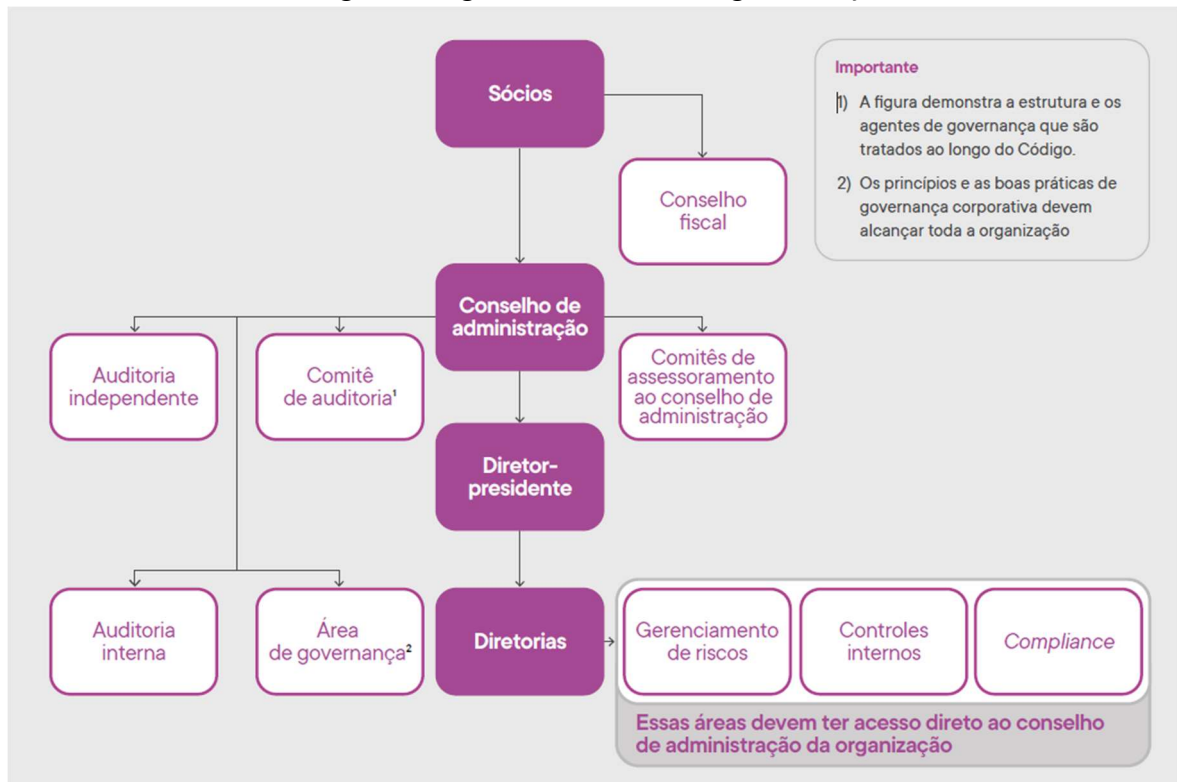 Sócios
Importante
1) A figura demonstra a estrutura e os
agentes de governança que são
tratados ao longo do Código.
2) Os princípios e as boas práticas de
governança corporativa devem
alcançar toda a organização
Conselho
fiscal
Conselho de
administração
Auditoria
independente
Comitê
de auditoria¹
Comitês de
assessoramento
ao conselho de
administração
Diretor-
presidente
Auditoria
interna
Área
de governança²
Diretorias
Gerenciamento
de riscos
Controles
internos
Compliance
Essas áreas devem ter acesso direto ao conselho
de administração da organização